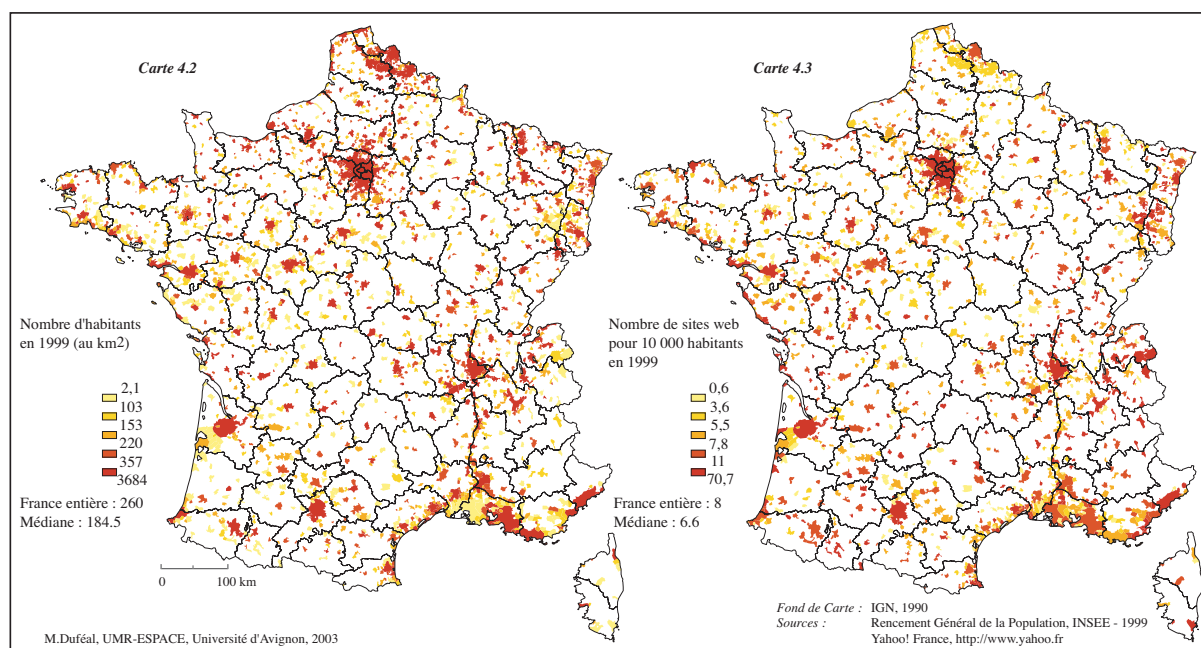 Carte 4.2
Nombre d'habitants
en 1999 (au km2)
2,1
103
153
220
357
3684
France entière : 260
Médiane : 184.5
0 100 km
M.Duféal, UMR-ESPACE, Université d'Avignon, 2003
Carte 4.3
Nombre de sites web
pour 10 000 habitants
en 1999
0,6
3,6
5,5
7,8
11
70,7
France entière : 8
Médiane : 6.6
Fond de Carte : IGN, 1990
Sources : Rencement Général de la Population, INSEE - 1999
Yahoo! France, http://www.yahoo.fr